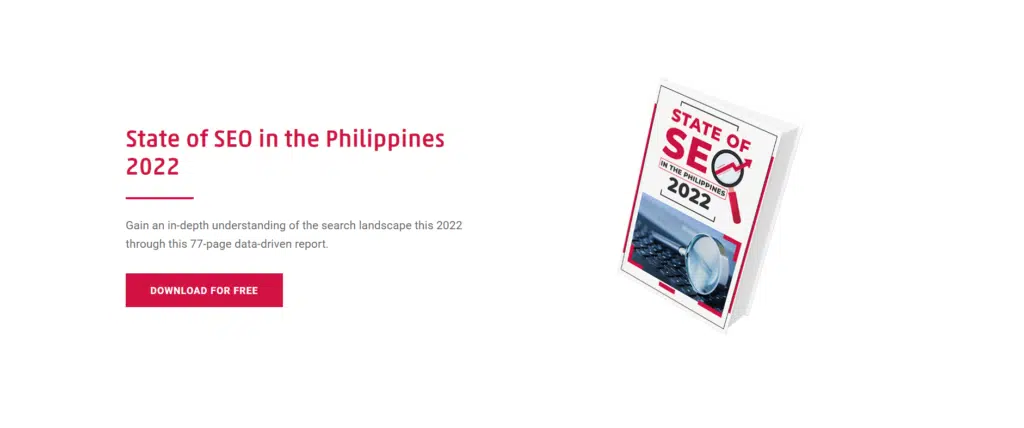 State of SEO in the Philippines
2022
Gain an in-depth understanding of the search landscape this 2022
through this 77-page data-driven report.
DOWNLOAD FOR FREE
STATE OF
SEO
IN THE PHILIPPINES
2022